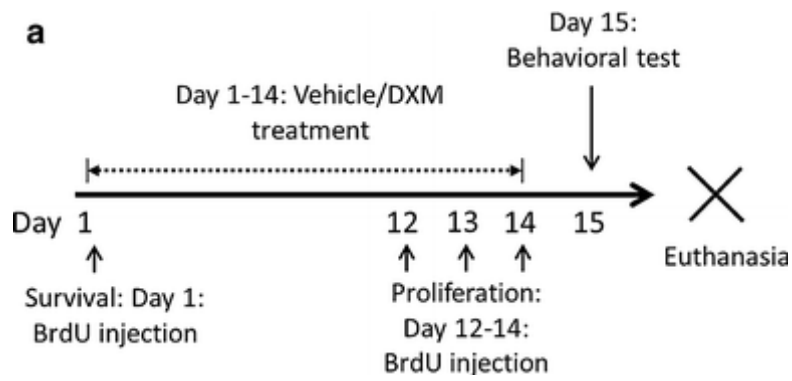 a
Day 15:
Behavioral test
Day 1-14: Vehicle/DXM
treatment
Day 1 12 13 14 15
Euthanasia
Survival: Day 1:
BrdU injection
Proliferation:
Day 12-14:
BrdU injection